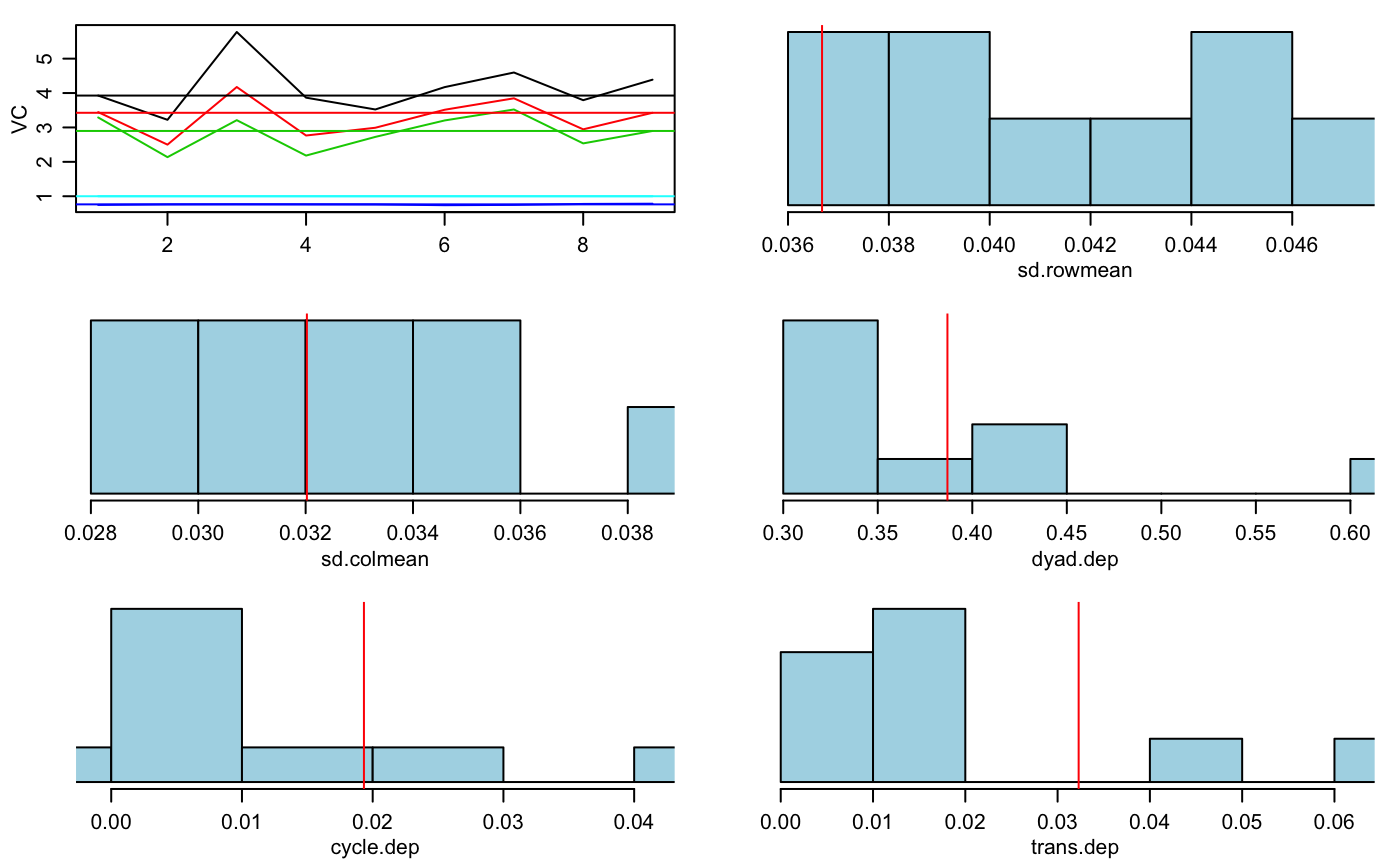 VC
5
4
3
2
1
2 4 6 8
0.036 0.038 0.040 0.042 0.044 0.046
sd.rowmean
0.028 0.030 0.032 0.034 0.036 0.038
sd.colmean
0.30 0.35 0.40 0.45 0.50 0.55 0.60
dyad.dep
0.00 0.01 0.02 0.03 0.04
cycle.dep
0.00 0.01 0.02 0.03 0.04 0.05 0.06
trans.dep